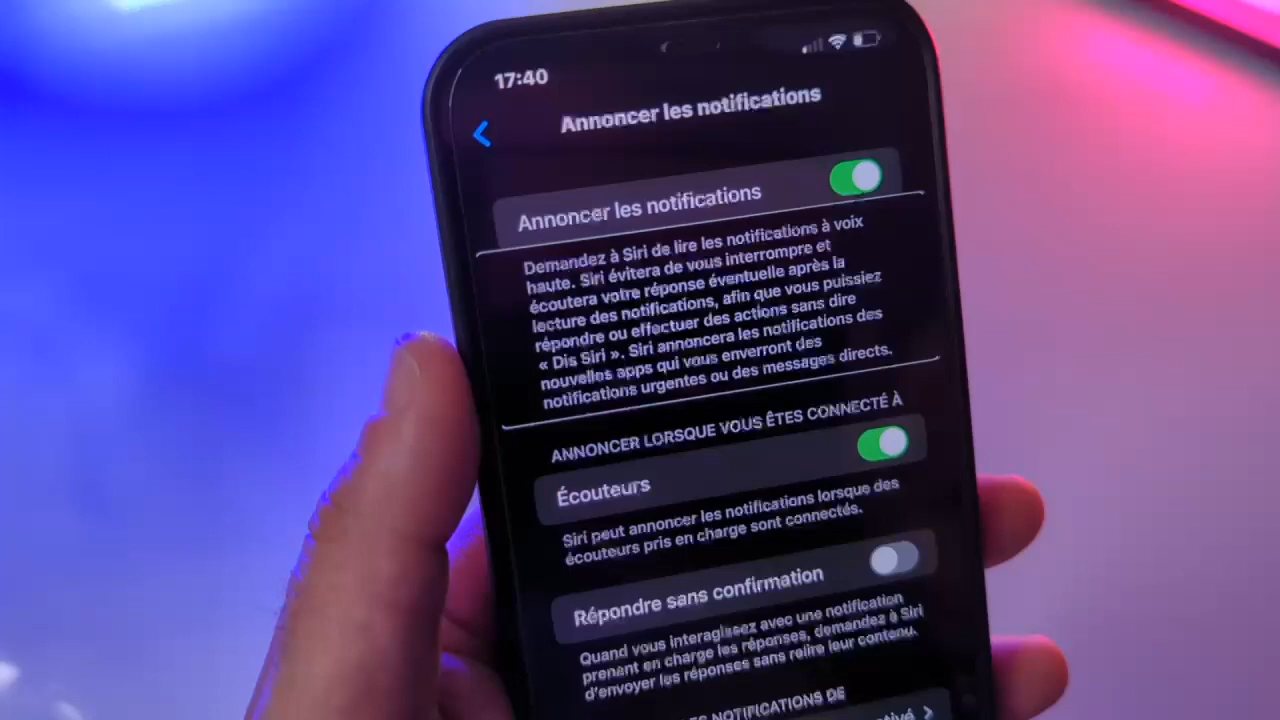 17:40
Annoncer les notifications
Annoncer les notifications
Demandez à Siri de lire les notifications à voix
haute. Siri évitera de vous interrompre et
écoutera votre réponse éventuelle après la
lecture des notifications, afin que vous puissiez
répondre ou effectuer des actions sans dire
« Dis Siri ». Siri annoncera les notifications des
nouvelles apps qui vous enverront des
notifications urgentes ou des messages directs.
ANNONCER LORSQUE VOUS ÊTES CONNECTÉ À
Écouteurs
Siri peut annoncer les notifications lorsque des
écouteurs pris en charge sont connectés.
Répondre sans confirmation
Quand vous interagissez avec une notification
prenant en charge les réponses, demandez à Siri
d'envoyer les réponses sans relire leur contenu.
NOTIFICATIONS DE